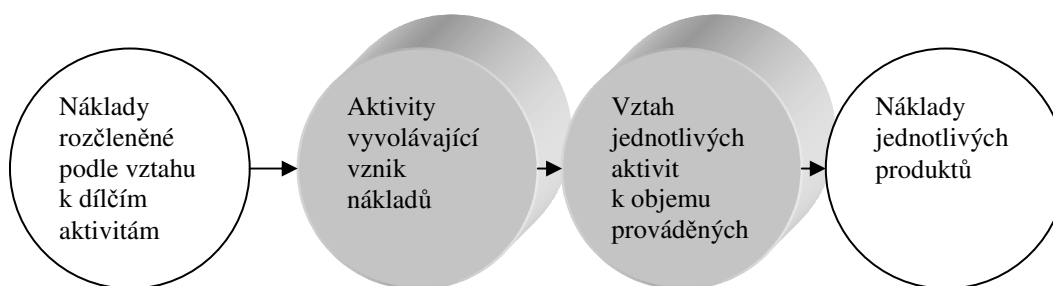 Náklady
rozčleněné
podle vztahu
k dílčím
aktivitám
Aktivity
vyvolávající
vznik
nákladů
Vztah
jednotlivých
aktivit
k objemu
prováděných
Náklady
jednotlivých
produktů